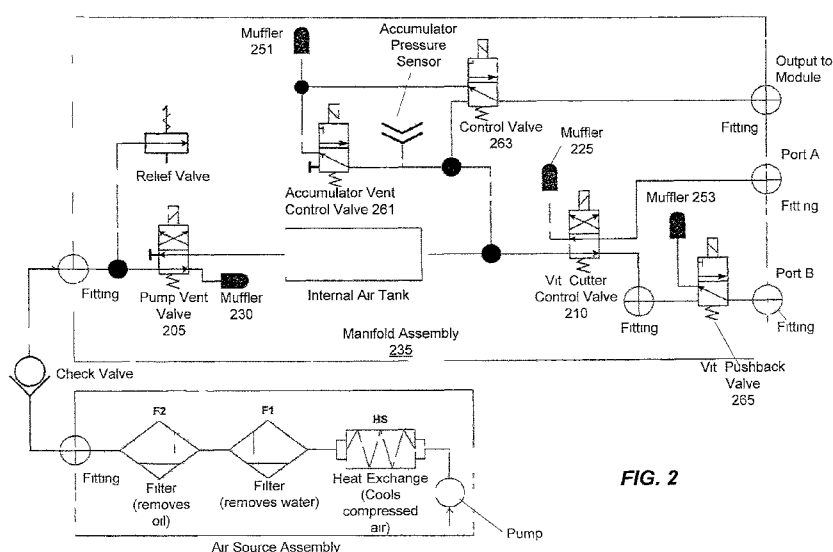 Muffler
251
Accumulator
Pressure
Sensor
Output to
Module
Fitting
Control Valve
263
Muffler
225
Port A
Fitt ng
Relief Valve
Accumulator Vent
Control Valve 261
Muffler 253
Fitting
Pump Vent
Valve
205
Muffler
230
Internal Air Tank
Vit Cutter
Control Valve
210
Fitting
Port B
Fitting
Manifold Assembly
235
Vit Pushback
Valve
265
Check Valve
F2
F1
HS
Fitting
Filter
(removes
oil)
Filter
(removes water)
Heat Exchange
(Cools
compressed
air)
Pump
FIG. 2
Air Source Assembly